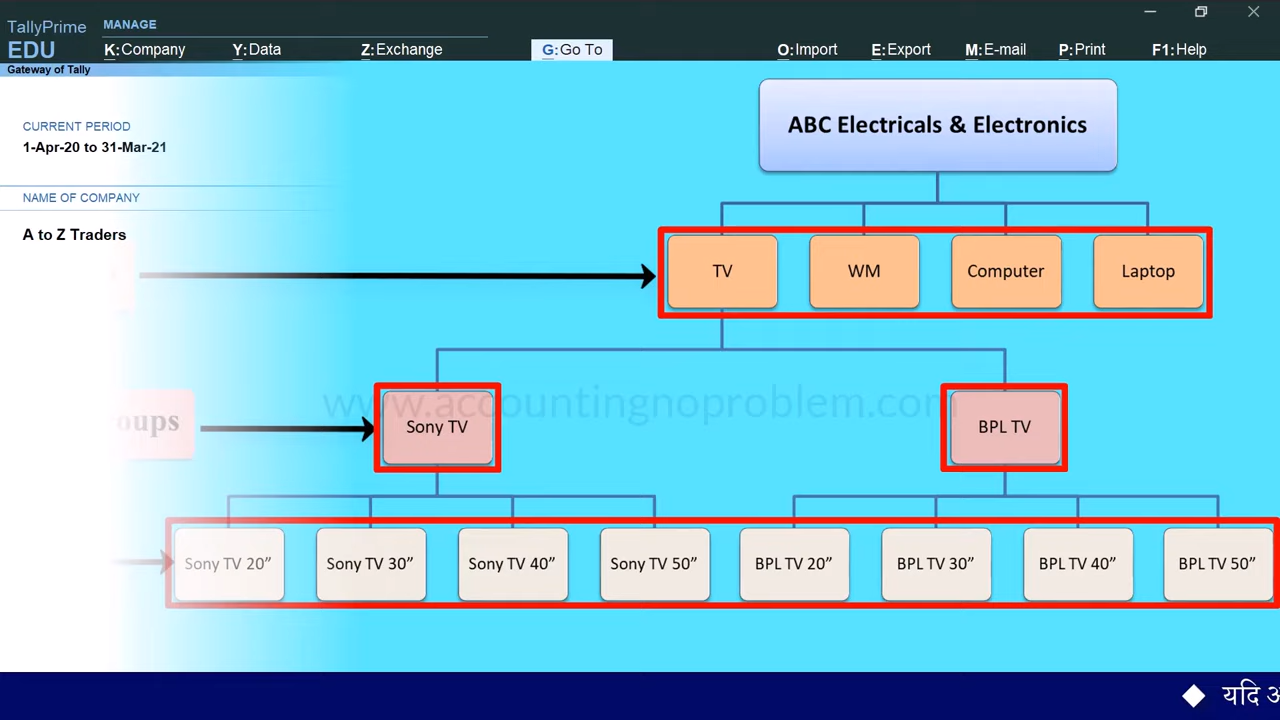 TallyPrime
EDU
MANAGE
K:Company
Y:Data
Z:Exchange
G:Go To
O:Import
E:Export
M:E-mail
P:Print
F1:Help
Gateway of Tally
CURRENT PERIOD
1-Apr-20 to 31-Mar-21
NAME OF COMPANY
A to Z Traders
ABC Electricals & Electronics
TV
WM
Computer
Laptop
www.accountingnoproblem.com
Sony TV
BPL TV
Sony TV 20”
Sony TV 30”
Sony TV 40”
Sony TV 50”
BPL TV 20”
BPL TV 30”
BPL TV 40”
BPL TV 50”
यदि